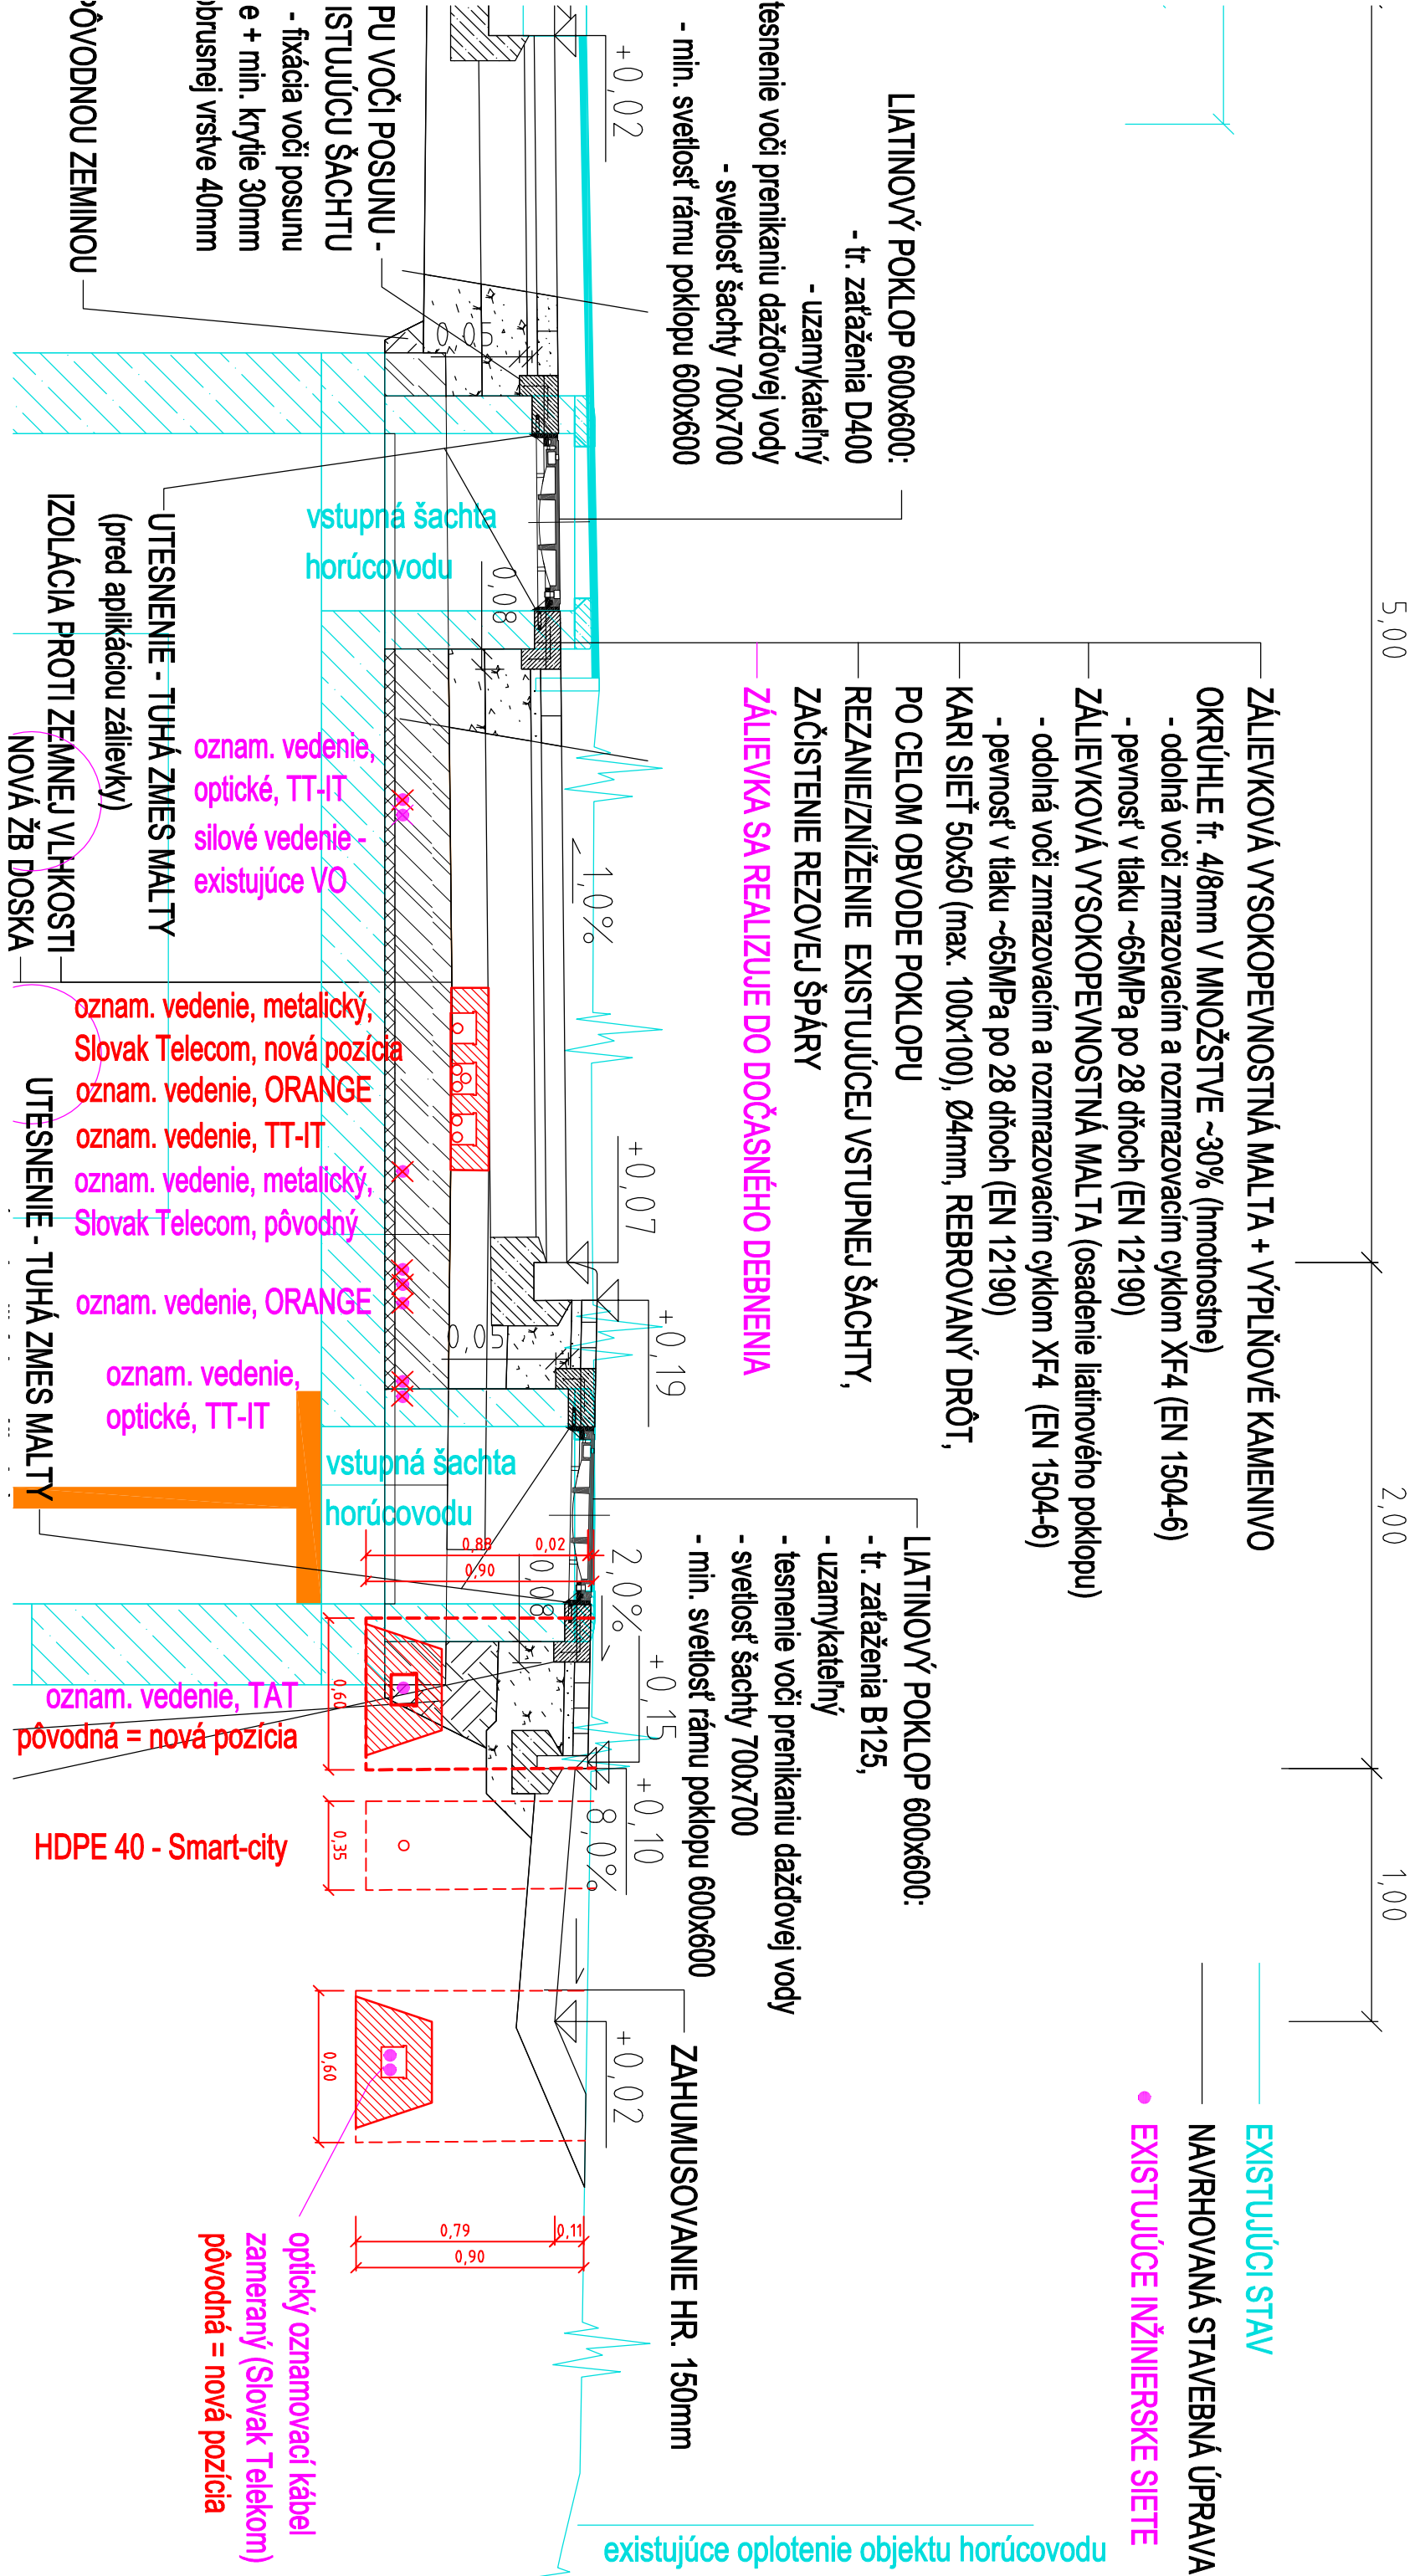 5,00
2,00
1,00
EXISTUJÚCI STAV
NAVRHOVANÁ STAVEBNÁ ÚPRAVA
EXISTUJÚCE INŽINIERSKE SIETE
ZÁLIEVKOVÁ VYSOKOPEVNOSTNÁ MALTA + VÝPLŇOVÉ KAMENIVO
OKRÚHLE fr. 4/8mm V MNOŽSTVE ~30% (hmotnostne)
- odolná voči zmrazovacím a rozmrazovacím cyklom XF4 (EN 1504-6)
- pevnosť v tlaku ~65MPa po 28 dňoch (EN 12190)
ZÁLIEVKOVÁ VYSOKOPEVNOSTNÁ MALTA (osadenie liatinového poklopu)
- odolná voči zmrazovacím a rozmrazovacím cyklom XF4 (EN 1504-6)
- pevnosť v tlaku ~65MPa po 28 dňoch (EN 12190)
KARI SIEŤ 50x50 (max. 100x100), Ø4mm, REBROVANÝ DRÔT,
PO CELOM OBVODE POKLOPU
REZANIE/ZNÍŽENIE EXISTUJÚCEJ VSTUPNEJ ŠACHTY,
ZAČISTENIE REZOVEJ ŠPÁRY
ZÁLIEVKA SA REALIZUJE DO DOČASNÉHO DEBNENIA
LIATINOVÝ POKLOP 600x600:
- tr. zaťaženia D400
- uzamykateľný
tesnenie voči prenikaniu dažďovej vody
- svetlosť šachty 700x700
- min. svetlosť rámu poklopu 600x600
LIATINOVÝ POKLOP 600x600:
- tr. zaťaženia B125,
- uzamykateľný
- tesnenie voči prenikaniu dažďovej vody
- svetlosť šachty 700x700
- min. svetlosť rámu poklopu 600x600
ZAHUMUSOVANIE HR. 150mm
existujúce oplotenie objektu horúcovodu
+0,02
1,0%
+0,07
+0,19
2,0%
+0,15
+0,10
8,0%
+0,02
0,05
0,08
0,05
0,08
PU VOČI POSUNU -
ISTUJÚCU ŠACHTU
- fixácia voči posunu
e + min. krytie 30mm
obrusnej vrstve 40mm
PÔVODNOU ZEMINOU
vstupná šachta
horúcovodu
vstupná šachta
horúcovodu
UTESNENIE - TUHÁ ZMES MALTY
(pred aplikáciou zálievky)
IZOLÁCIA PROTI ZEMNEJ VLHKOSTI
NOVÁ ŽB DOSKA
UTESNENIE - TUHÁ ZMES MALTY
oznam. vedenie,
optické, TT-IT
silové vedenie -
existujúce VO
oznam. vedenie, metalický,
Slovak Telecom, nová pozícia
oznam. vedenie, ORANGE
oznam. vedenie, TT-IT
oznam. vedenie, metalický,
Slovak Telecom, pôvodný
oznam. vedenie, ORANGE
oznam. vedenie,
optické, TT-IT
0,88
0,02
0,90
0,60
oznam. vedenie, TAT
pôvodná = nová pozícia
0,35
HDPE 40 - Smart-city
0,60
0,79
0,11
0,90
optický oznamovací kábel
zameraný (Slovak Telekom)
pôvodná = nová pozícia